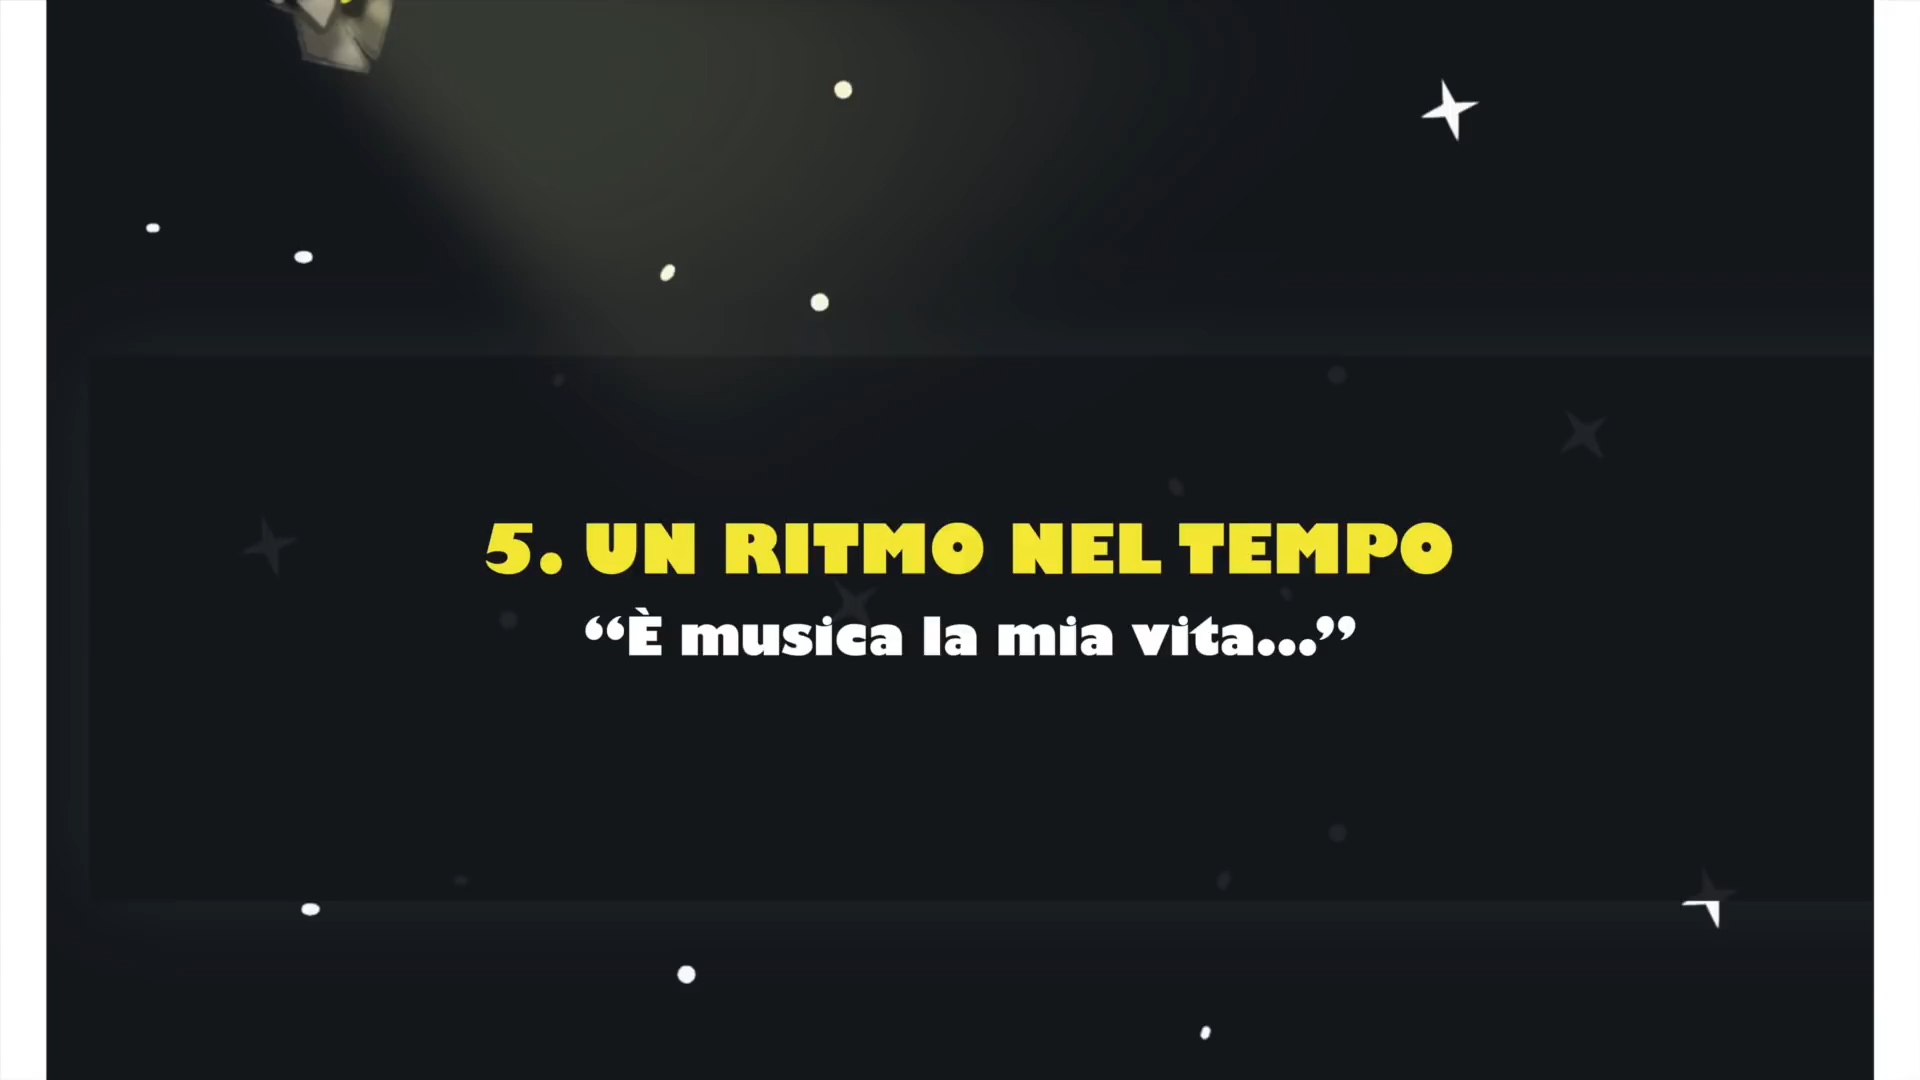 5. UN RITMO NEL TEMPO
“È musica la mia vita...”